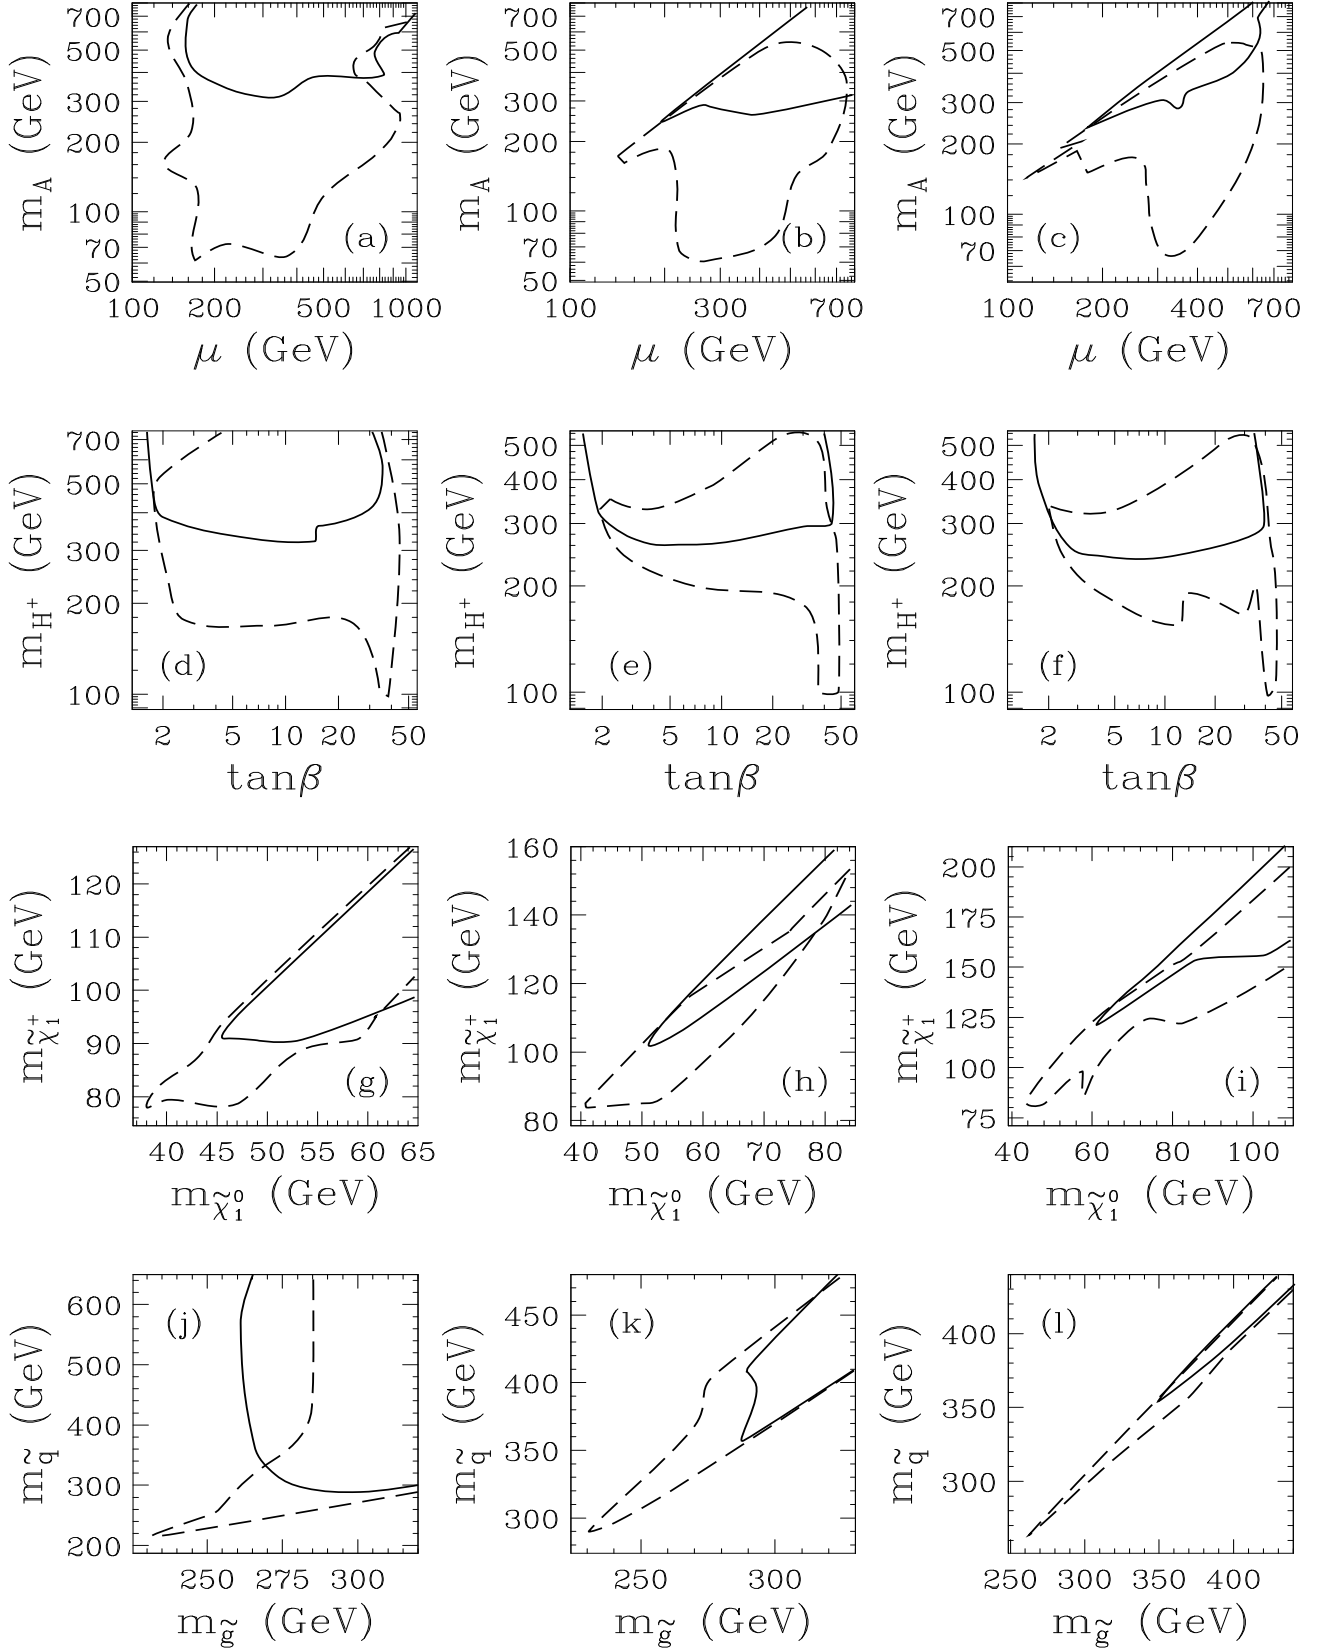 m_A (GeV)
700
500
300
200
100
70
50
(a)
100 200 400 1000
μ (GeV)
m_A (GeV)
700
500
300
200
100
70
50
(b)
100 300 700
μ (GeV)
m_A (GeV)
700
500
300
200
100
70
(c)
100 200 400 700
μ (GeV)
m_H⁺ (GeV)
700
500
300
200
100
(d)
2 5 10 20 50
tanβ
m_H⁺ (GeV)
500
400
300
200
100
(e)
2 5 10 20 50
tanβ
m_H⁺ (GeV)
500
400
300
200
100
(f)
2 5 10 20 50
tanβ
m_χ̃₁⁺ (GeV)
120
110
100
90
80
(g)
40 45 50 55 60 65
m_χ̃₁⁰ (GeV)
m_χ̃₁⁺ (GeV)
160
140
120
100
80
(h)
40 50 60 70 80
m_χ̃₁⁰ (GeV)
m_χ̃₁⁺ (GeV)
200
175
150
125
100
75
(i)
40 60 80 100
m_χ̃₁⁰ (GeV)
m_q̃ (GeV)
600
500
400
300
200
(j)
250 275 300
m_g̃ (GeV)
m_q̃ (GeV)
450
400
350
300
(k)
250 300
m_g̃ (GeV)
m_q̃ (GeV)
400
350
300
(l)
250 300 350 400
m_g̃ (GeV)